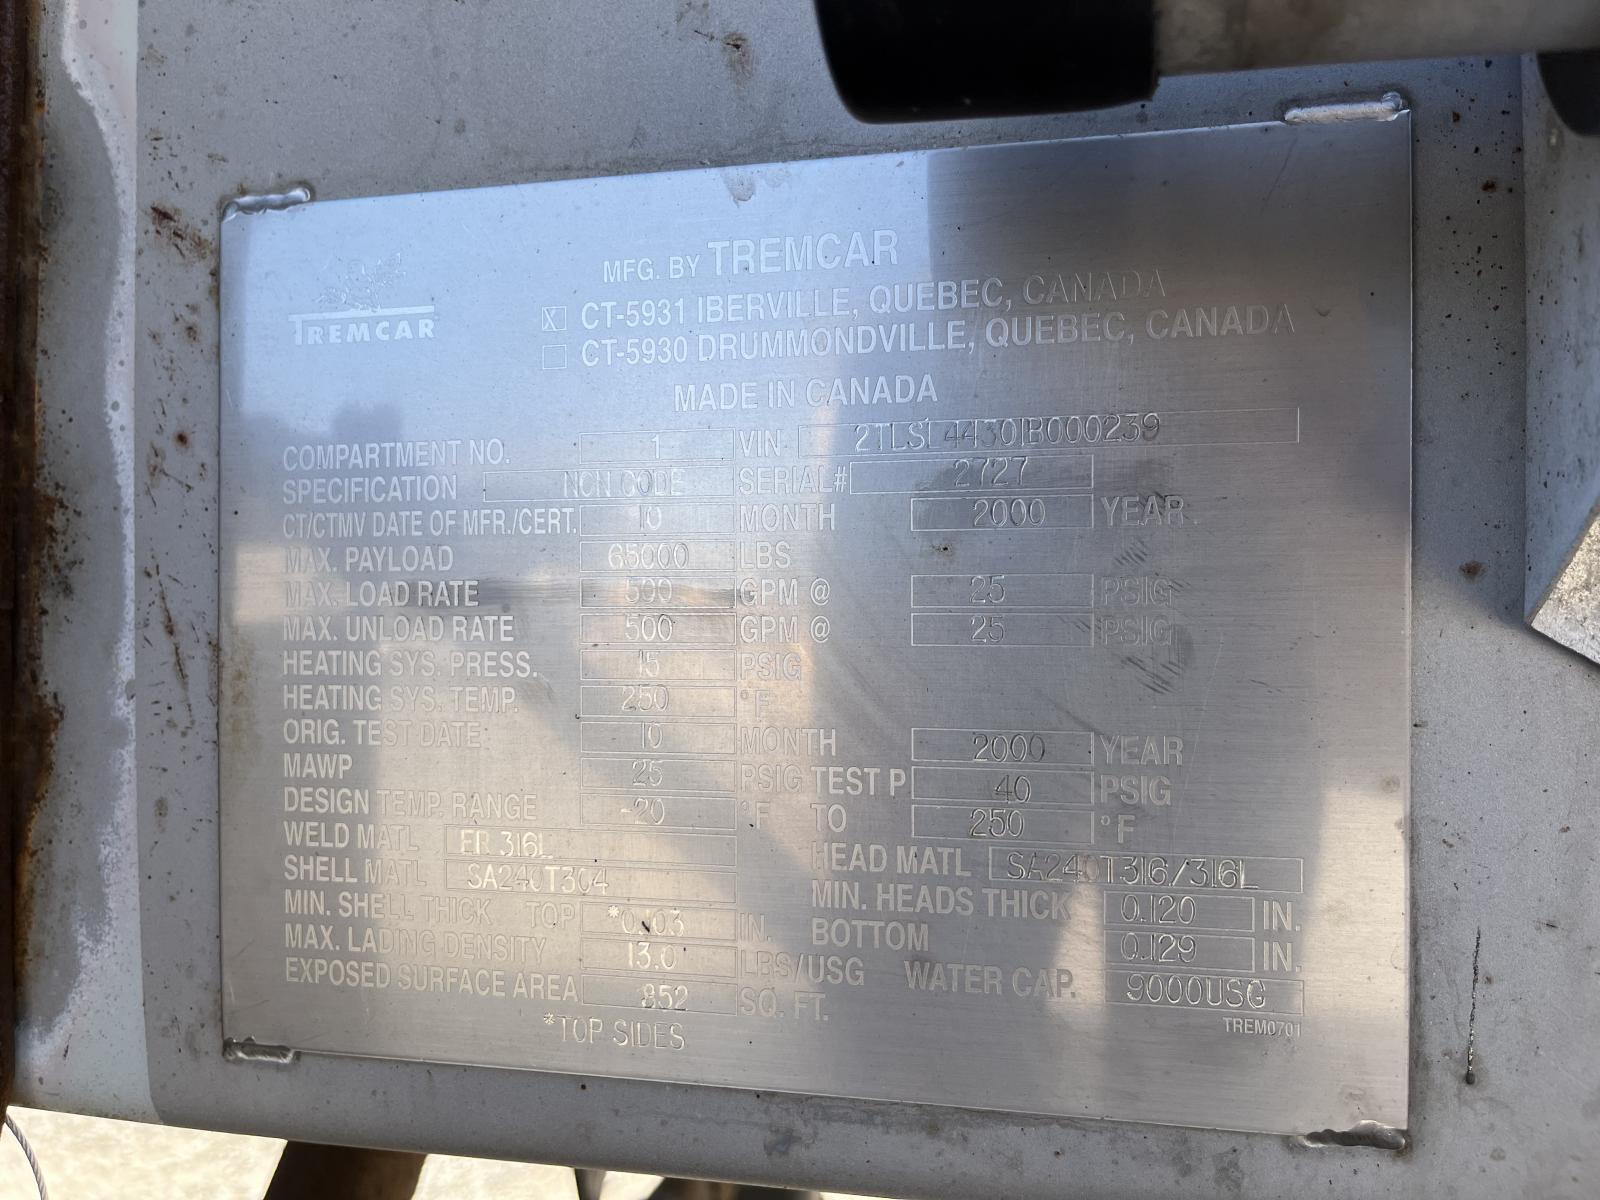 TREMCAR
MFG. BY TREMCAR
X CT-5931 IBERVILLE, QUEBEC, CANADA
CT-5930 DRUMMONDVILLE, QUEBEC, CANADA
MADE IN CANADA
COMPARTMENT NO. 1 VIN 2TLSL44301B000239
SPECIFICATION NON CODE SERIAL# 2727
CT/CTMV DATE OF MFR./CERT. 10 MONTH 2000 YEAR
MAX. PAYLOAD 65000 LBS
MAX. LOAD RATE 500 GPM @ 25 PSIG
MAX. UNLOAD RATE 500 GPM @ 25 PSIG
HEATING SYS. PRESS. 15 PSIG
HEATING SYS. TEMP. 250 °F
ORIG. TEST DATE 10 MONTH 2000 YEAR
MAWP 25 PSIG TEST P 40 PSIG
DESIGN TEMP. RANGE -20 °F TO 250 °F
WELD MATL ER 316L HEAD MATL SA240T316/316L
SHELL MATL SA240T304 MIN. HEADS THICK 0.120 IN.
MIN. SHELL THICK TOP *0.103 IN. BOTTOM 0.129 IN.
MAX. LADING DENSITY 13.0 LBS/USG WATER CAP. 9000USG
EXPOSED SURFACE AREA 852 SQ. FT.
*TOP SIDES
TREM0701